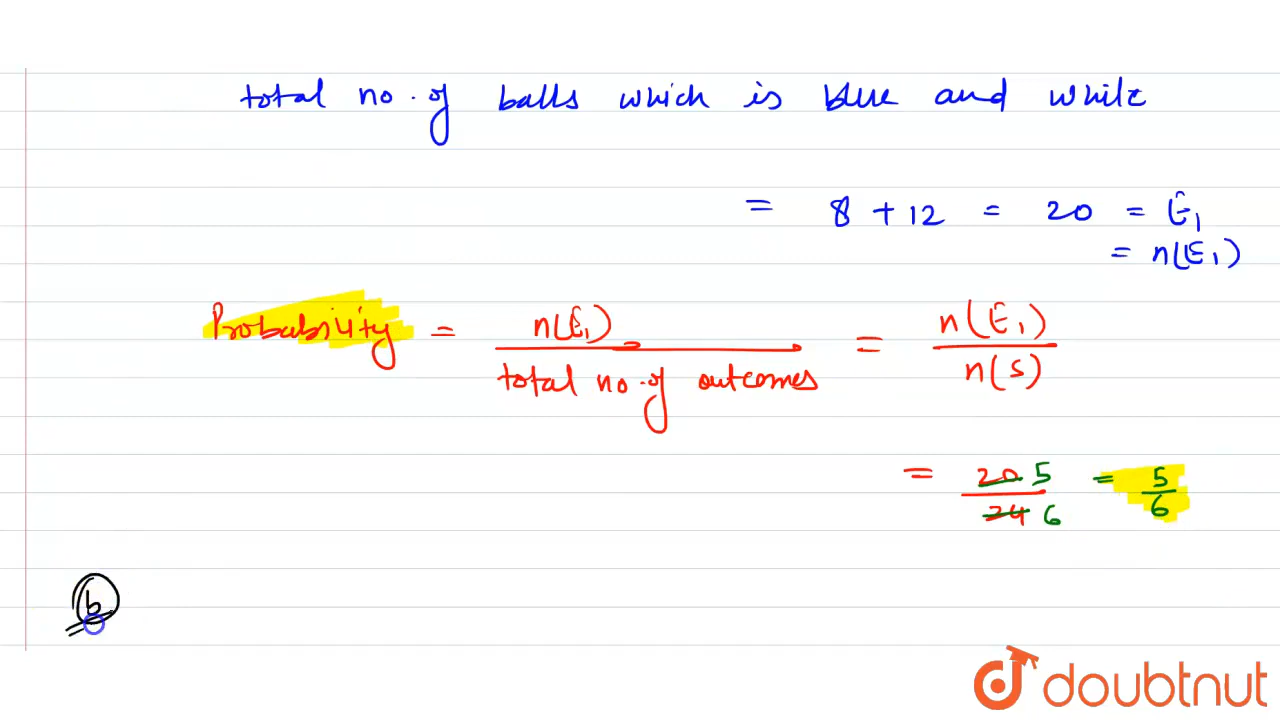 total no. of balls which is blue and white
= 8 + 12 = 20 = E₁
= n(E₁)
Probability = n(E₁) / total no. of outcomes = n(E₁) / n(S)
= 20 5 / 24 6 = 5/6
b
doubtnut